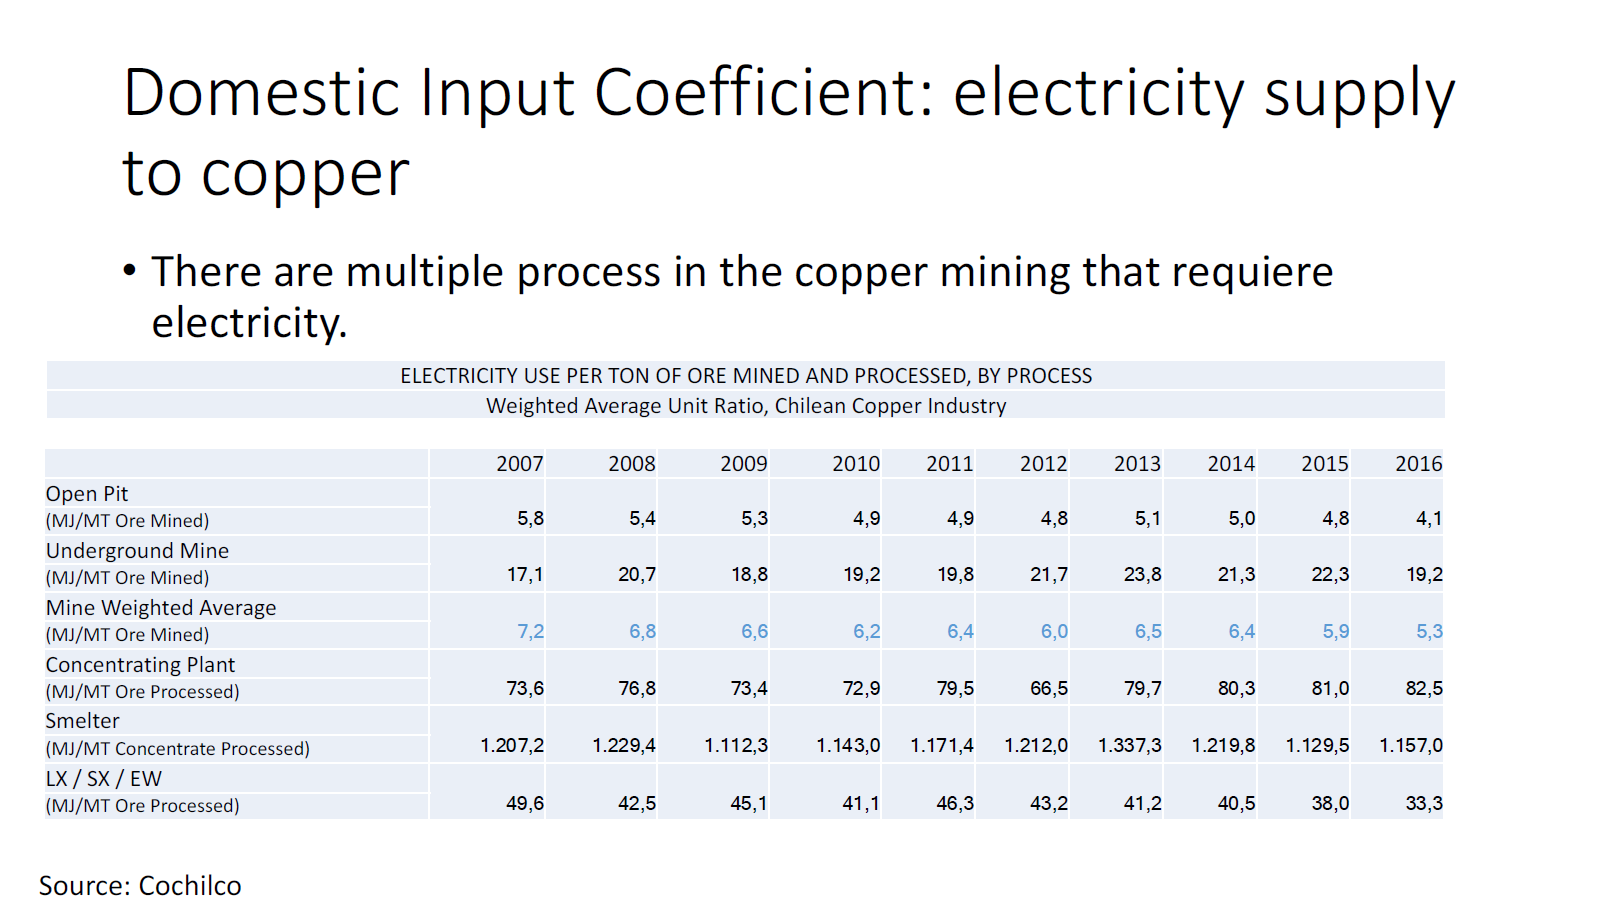 Domestic Input Coefficient: electricity supply
to copper
• There are multiple process in the copper mining that requiere
electricity.
ELECTRICITY USE PER TON OF ORE MINED AND PROCESSED, BY PROCESS
Weighted Average Unit Ratio, Chilean Copper Industry
2007 2008 2009 2010 2011 2012 2013 2014 2015 2016
Open Pit
(MJ/MT Ore Mined) 5,8 5,4 5,3 4,9 4,9 4,8 5,1 5,0 4,8 4,1
Underground Mine
(MJ/MT Ore Mined) 17,1 20,7 18,8 19,2 19,8 21,7 23,8 21,3 22,3 19,2
Mine Weighted Average
(MJ/MT Ore Mined) 7,2 6,8 6,6 6,2 6,4 6,0 6,5 6,4 5,9 5,3
Concentrating Plant
(MJ/MT Ore Processed) 73,6 76,8 73,4 72,9 79,5 66,5 79,7 80,3 81,0 82,5
Smelter
(MJ/MT Concentrate Processed) 1.207,2 1.229,4 1.112,3 1.143,0 1.171,4 1.212,0 1.337,3 1.219,8 1.129,5 1.157,0
LX / SX / EW
(MJ/MT Ore Processed) 49,6 42,5 45,1 41,1 46,3 43,2 41,2 40,5 38,0 33,3
Source: Cochilco